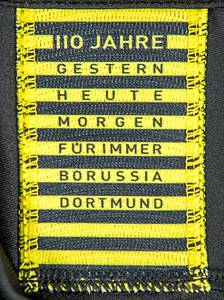 110 JAHRE
GESTERN
HEUTE
MORGEN
FÜR IMMER
BORUSSIA
DORTMUND